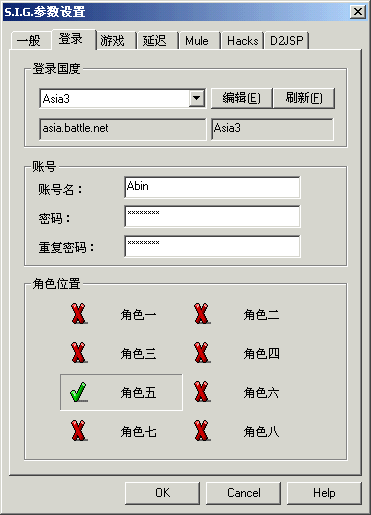 S.I.G.参数设置
一般 登录 游戏 延迟 Mule Hacks D2JSP
登录国度
Asia3 编辑(E) 刷新(F)
asia.battle.net Asia3
账号
账号名： Abin
密码： ********
重复密码： ********
角色位置
角色一 角色二
角色三 角色四
角色五 角色六
角色七 角色八
OK Cancel Help